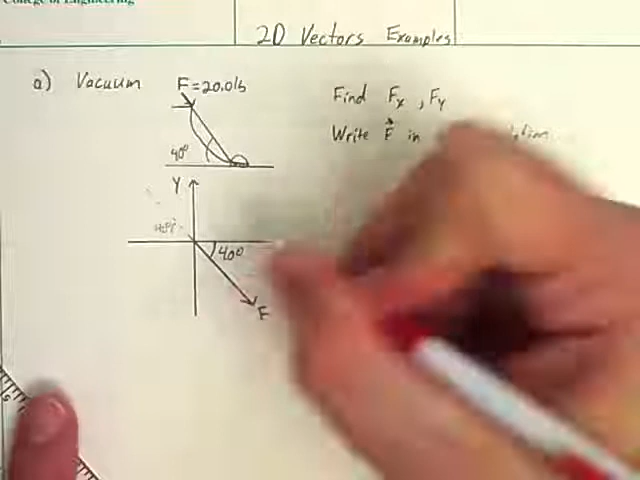 College of Engineering
2D Vectors Examples
a) Vacuum F=20.0lb
Find Fx , Fy
Write F⃗ in
40°
Y
40°
F